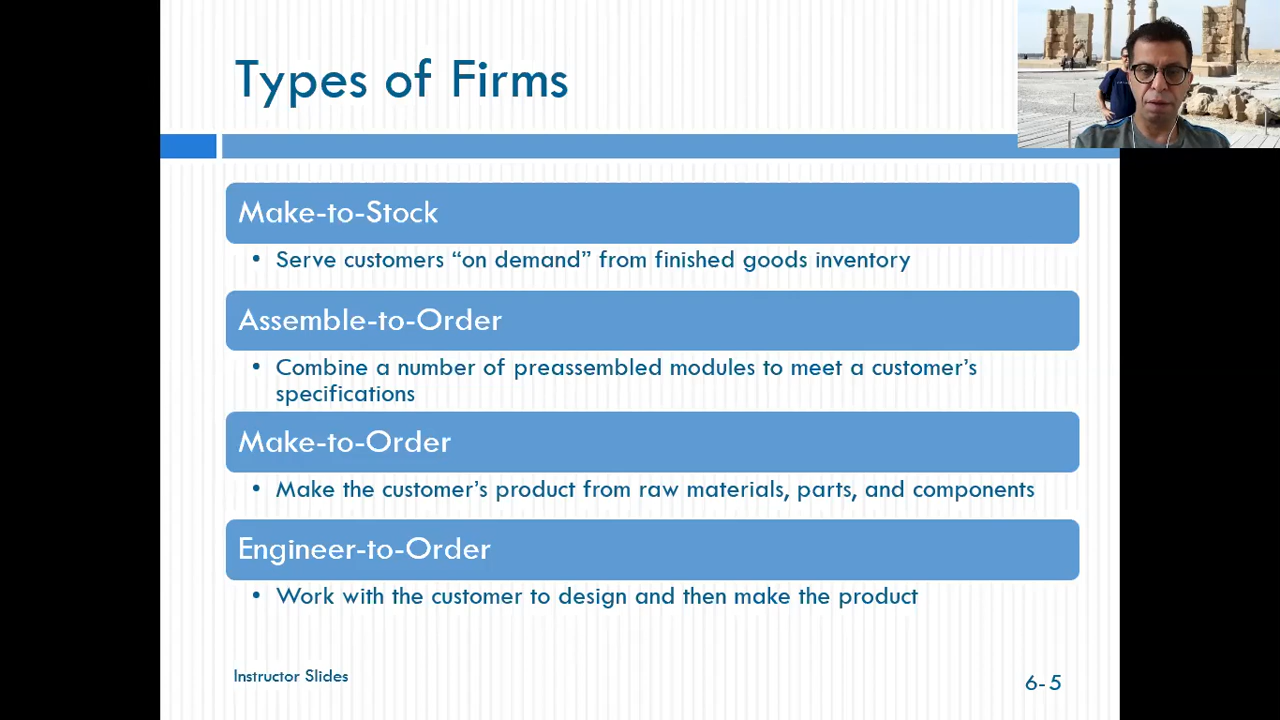 Types of Firms
Make-to-Stock
• Serve customers “on demand” from finished goods inventory
Assemble-to-Order
• Combine a number of preassembled modules to meet a customer’s
specifications
Make-to-Order
• Make the customer’s product from raw materials, parts, and components
Engineer-to-Order
• Work with the customer to design and then make the product
Instructor Slides
6-5